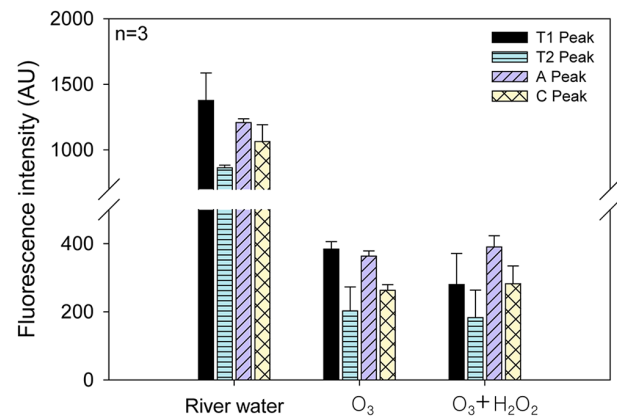 2000
n=3
T1 Peak
T2 Peak
A Peak
C Peak
1500
1000
Fluorescence intensity (AU)
400
200
0
River water
O₃
O₃+H₂O₂